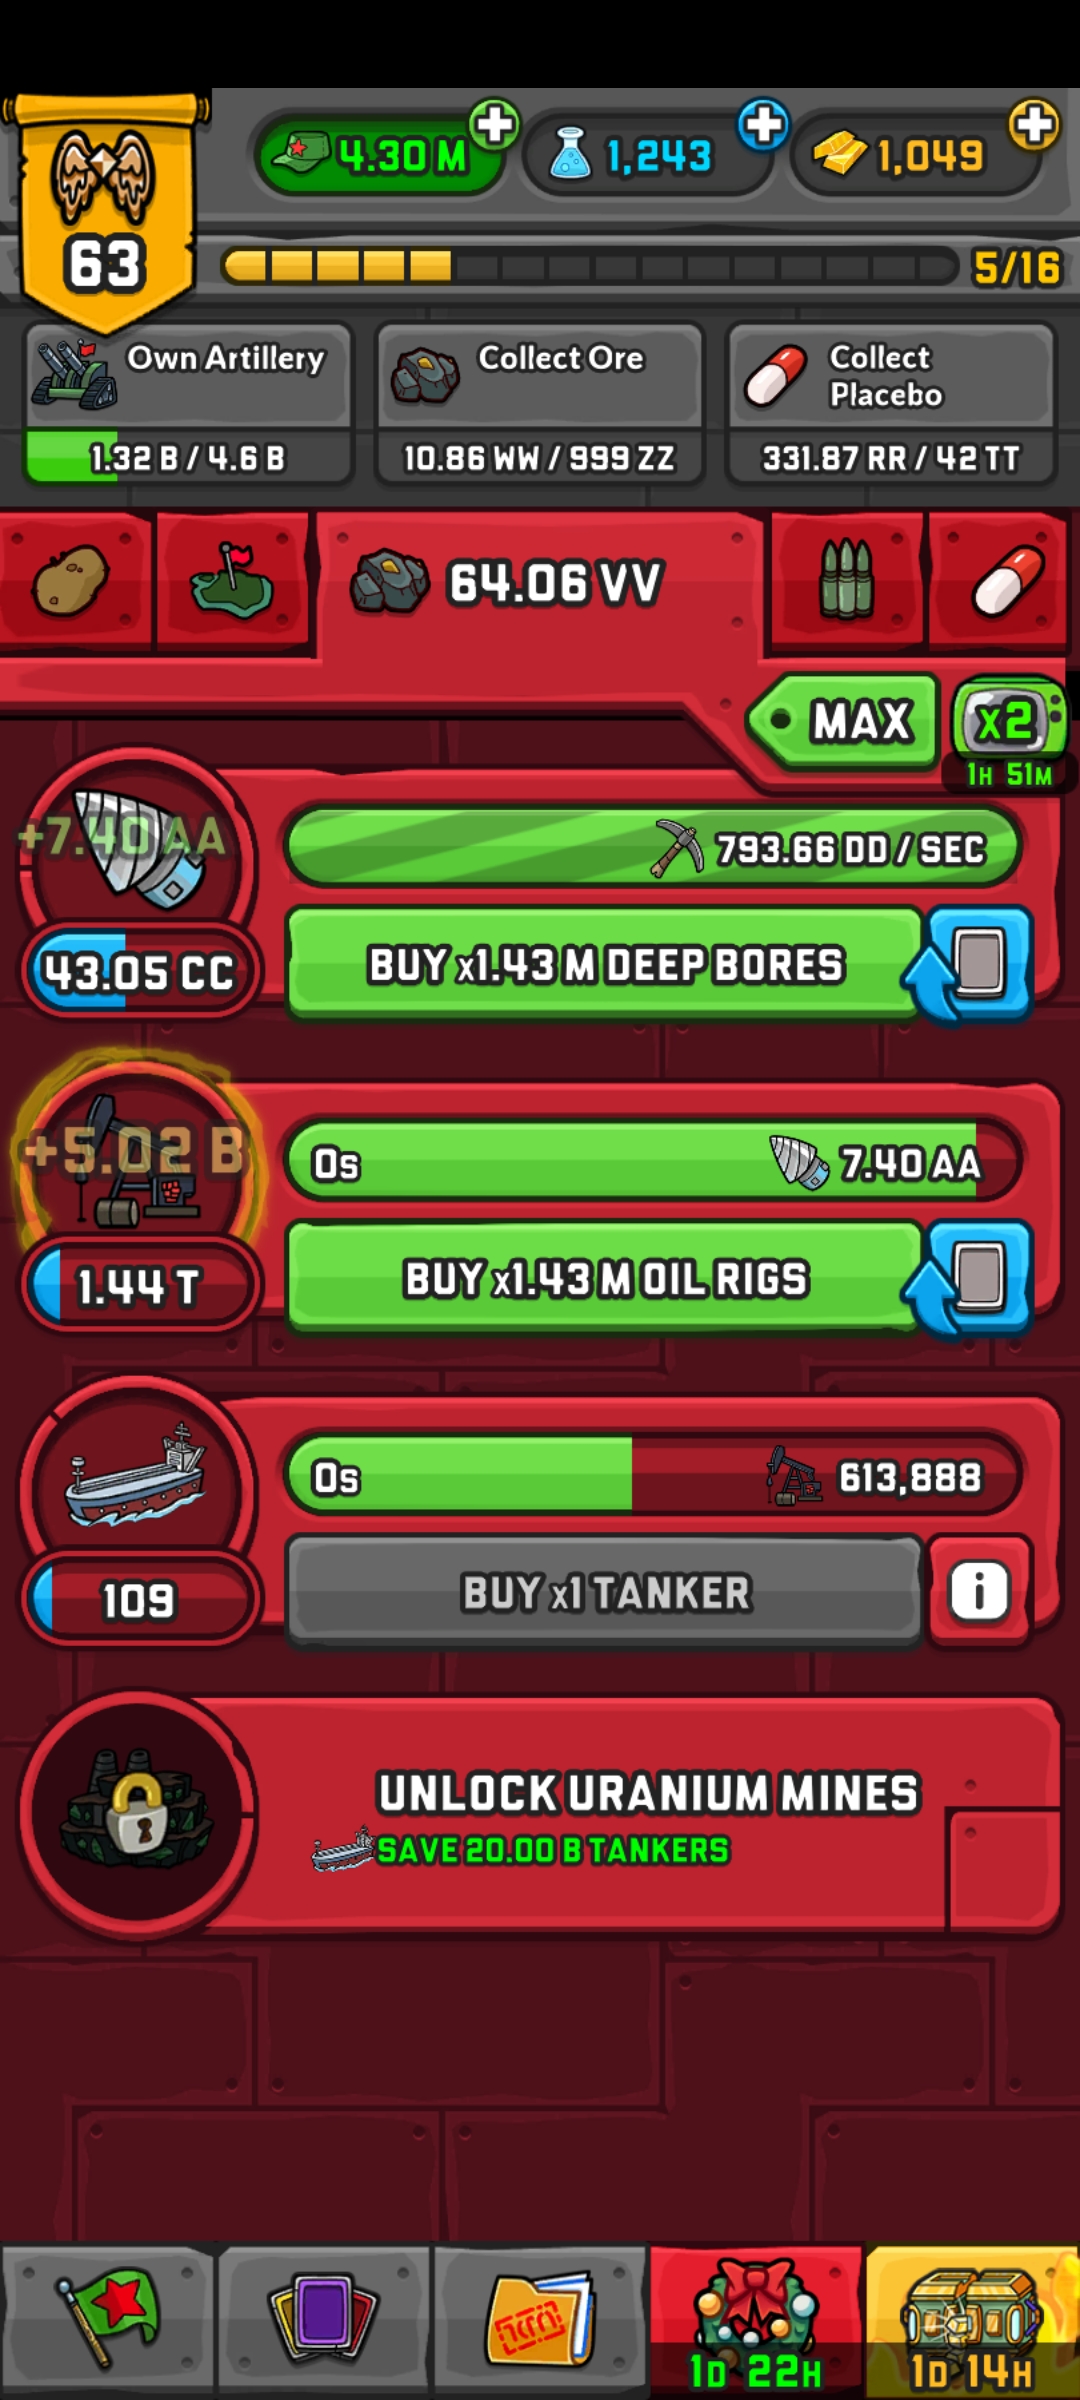 4.30 M
1,243
1,049
63
5/16
Own Artillery
1.32 B / 4.6 B
Collect Ore
10.86 WW / 999 ZZ
Collect
Placebo
331.87 RR / 42 TT
64.06 VV
MAX
x2
1H 51M
+7.40 AA
793.66 DD / SEC
43.05 CC
BUY x1.43 M DEEP BORES
+5.02 B
0s
7.40 AA
1.44 T
BUY x1.43 M OIL RIGS
0s
613,888
109
BUY x1 TANKER
i
UNLOCK URANIUM MINES
SAVE 20.00 B TANKERS
1D 22H
1D 14H